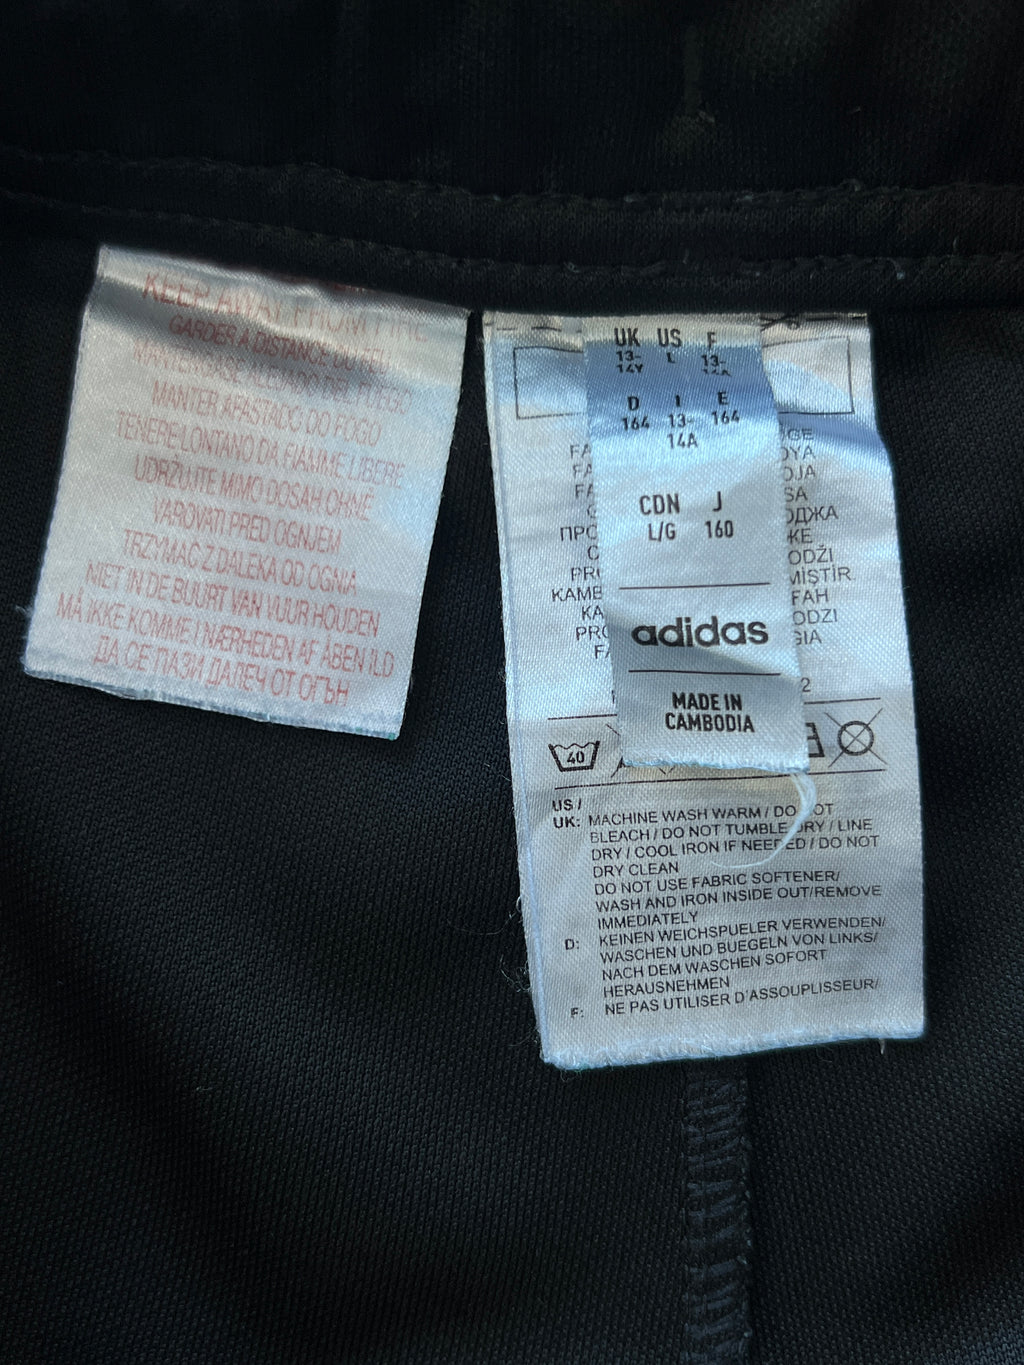 KEEP AWAY FROM FIRE
GARDER À DISTANCE DU FEU
MANTENERSE ALEJADO DEL FUEGO
MANTER AFASTADO DO FOGO
TENERE LONTANO DA FIAMME LIBERE
UDRŽUJTE MIMO DOSAH OHNĚ
VAROVATI PRED OGNJEM
TRZYMAĆ Z DALEKA OD OGNIA
NIET IN DE BUURT VAN VUUR HOUDEN
MÅ IKKE KOMME I NÆRHEDEN AF ÅBEN ILD
ДА СЕ ПАЗИ ДАЛЕЧ ОТ ОГЪН
UK US F
13-14Y L 13-14A
D I E
164 13-14A 164
CDN J
L/G 160
adidas
MADE IN
CAMBODIA
40
US /
UK: MACHINE WASH WARM / DO NOT
BLEACH / DO NOT TUMBLE DRY / LINE
DRY / COOL IRON IF NEEDED / DO NOT
DRY CLEAN
DO NOT USE FABRIC SOFTENER/
WASH AND IRON INSIDE OUT/REMOVE
IMMEDIATELY
D: KEINEN WEICHSPUELER VERWENDEN/
WASCHEN UND BUEGELN VON LINKS/
NACH DEM WASCHEN SOFORT
HERAUSNEHMEN
F: NE PAS UTILISER D'ASSOUPLISSEUR/